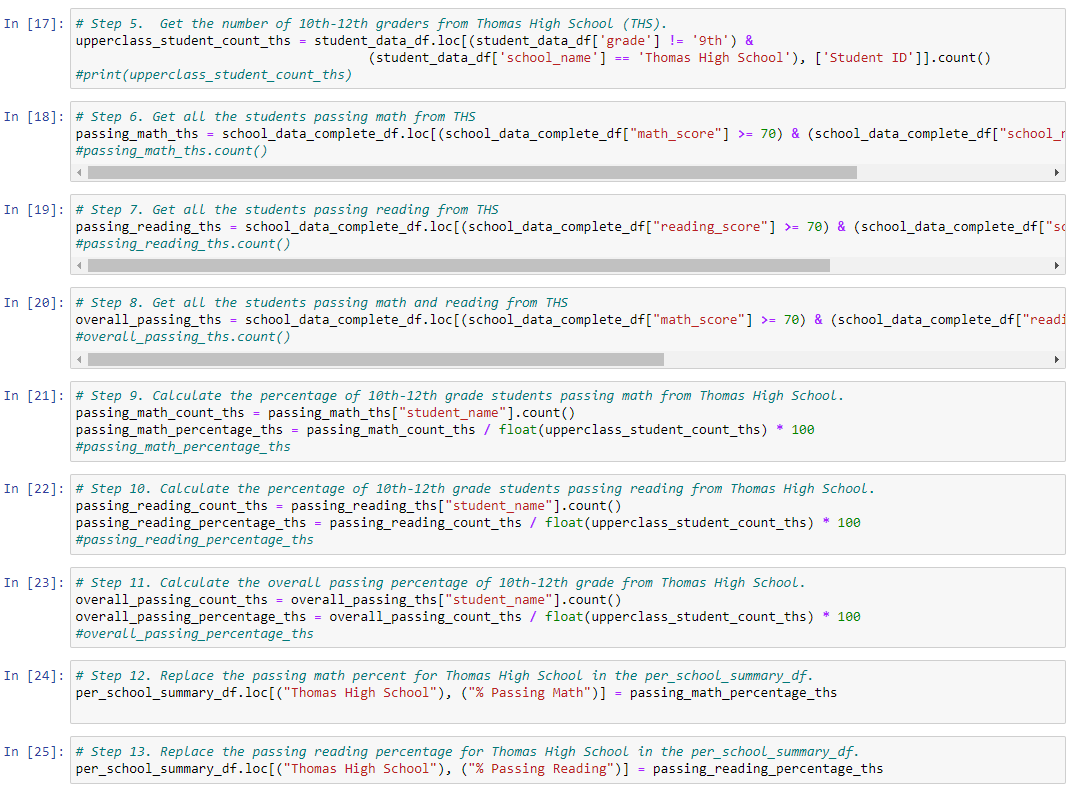 In [17]: # Step 5.  Get the number of 10th-12th graders from Thomas High School (THS).
upperclass_student_count_ths = student_data_df.loc[(student_data_df['grade'] != '9th') &
(student_data_df['school_name'] == 'Thomas High School'), ['Student ID']].count()
#print(upperclass_student_count_ths)
In [18]: # Step 6. Get all the students passing math from THS
passing_math_ths = school_data_complete_df.loc[(school_data_complete_df["math_score"] >= 70) & (school_data_complete_df["school_n
#passing_math_ths.count()
In [19]: # Step 7. Get all the students passing reading from THS
passing_reading_ths = school_data_complete_df.loc[(school_data_complete_df["reading_score"] >= 70) & (school_data_complete_df["sc
#passing_reading_ths.count()
In [20]: # Step 8. Get all the students passing math and reading from THS
overall_passing_ths = school_data_complete_df.loc[(school_data_complete_df["math_score"] >= 70) & (school_data_complete_df["readi
#overall_passing_ths.count()
In [21]: # Step 9. Calculate the percentage of 10th-12th grade students passing math from Thomas High School.
passing_math_count_ths = passing_math_ths["student_name"].count()
passing_math_percentage_ths = passing_math_count_ths / float(upperclass_student_count_ths) * 100
#passing_math_percentage_ths
In [22]: # Step 10. Calculate the percentage of 10th-12th grade students passing reading from Thomas High School.
passing_reading_count_ths = passing_reading_ths["student_name"].count()
passing_reading_percentage_ths = passing_reading_count_ths / float(upperclass_student_count_ths) * 100
#passing_reading_percentage_ths
In [23]: # Step 11. Calculate the overall passing percentage of 10th-12th grade from Thomas High School.
overall_passing_count_ths = overall_passing_ths["student_name"].count()
overall_passing_percentage_ths = overall_passing_count_ths / float(upperclass_student_count_ths) * 100
#overall_passing_percentage_ths
In [24]: # Step 12. Replace the passing math percent for Thomas High School in the per_school_summary_df.
per_school_summary_df.loc[("Thomas High School"), ("% Passing Math")] = passing_math_percentage_ths
In [25]: # Step 13. Replace the passing reading percentage for Thomas High School in the per_school_summary_df.
per_school_summary_df.loc[("Thomas High School"), ("% Passing Reading")] = passing_reading_percentage_ths